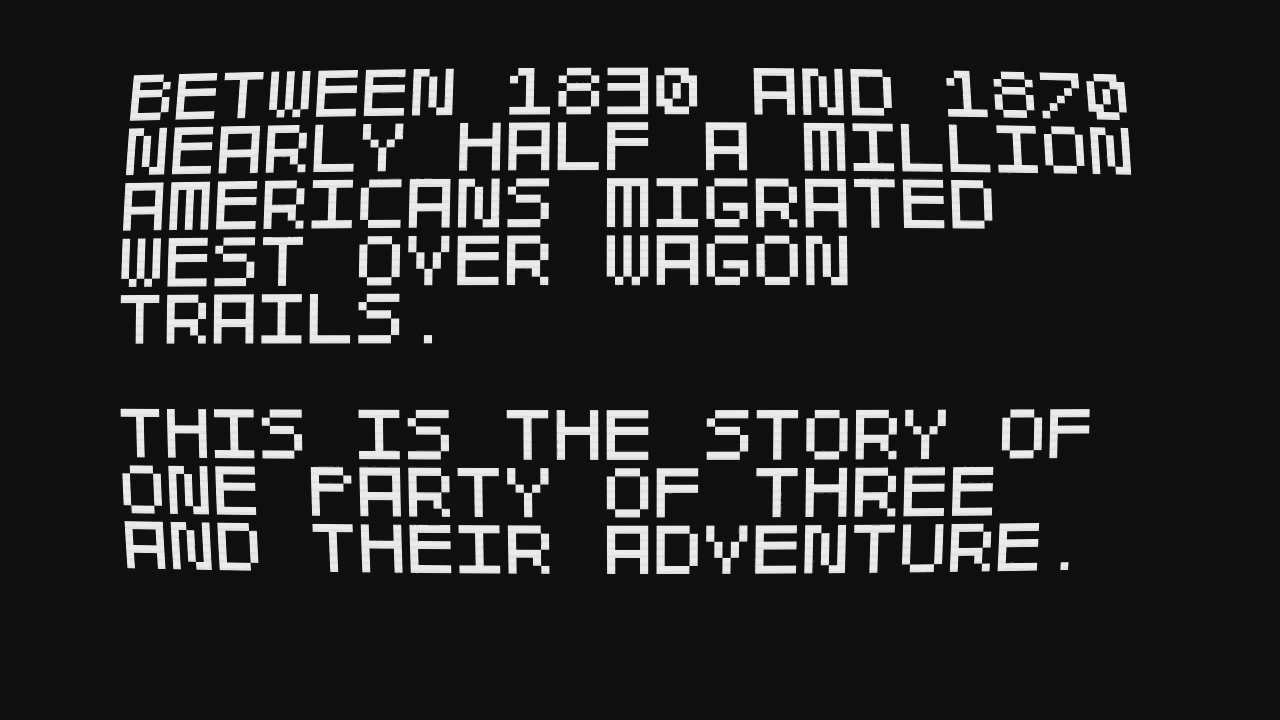 BETWEEN 1830 AND 1870
NEARLY HALF A MILLION
AMERICANS MIGRATED
WEST OVER WAGON
TRAILS.
THIS IS THE STORY OF
ONE PARTY OF THREE
AND THEIR ADVENTURE.